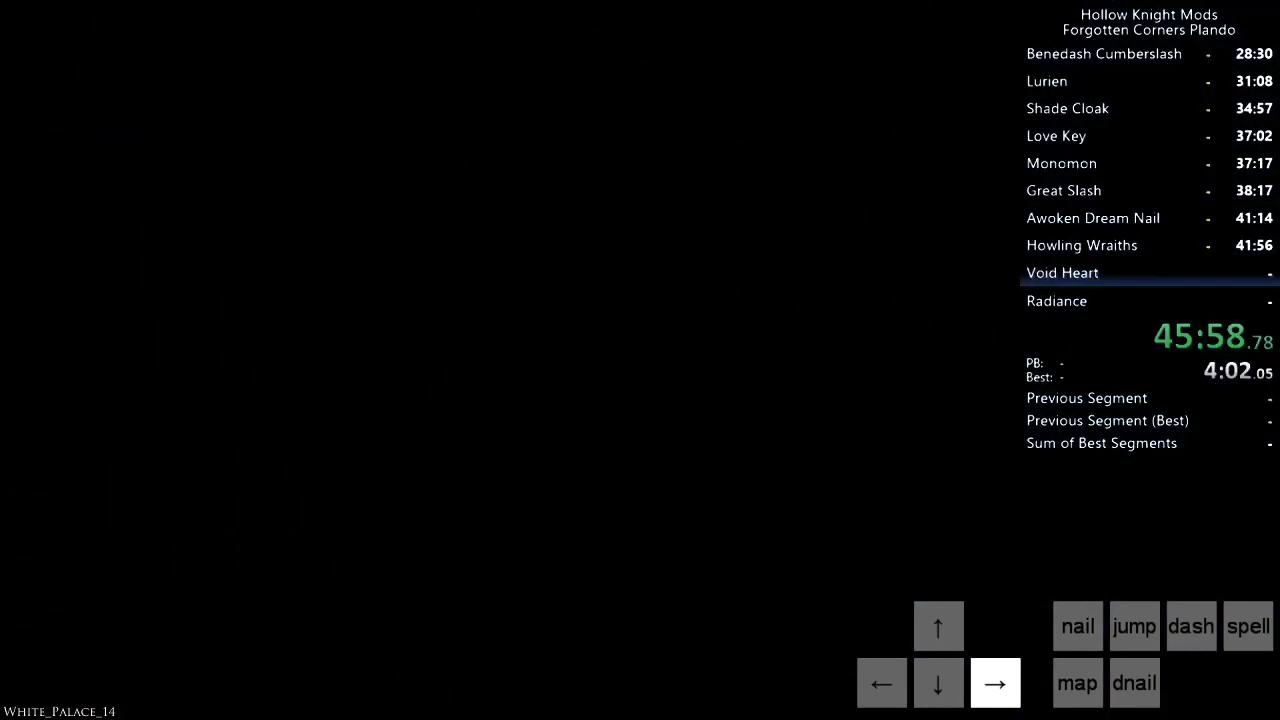 Hollow Knight Mods
Forgotten Corners Plando
Benedash Cumberslash - 28:30
Lurien - 31:08
Shade Cloak - 34:57
Love Key - 37:02
Monomon - 37:17
Great Slash - 38:17
Awoken Dream Nail - 41:14
Howling Wraiths - 41:56
Void Heart -
Radiance -
45:58.78
PB: - 4:02.05
Best: -
Previous Segment -
Previous Segment (Best) -
Sum of Best Segments -
↑ nail jump dash spell
← ↓ → map dnail
White_Palace_14